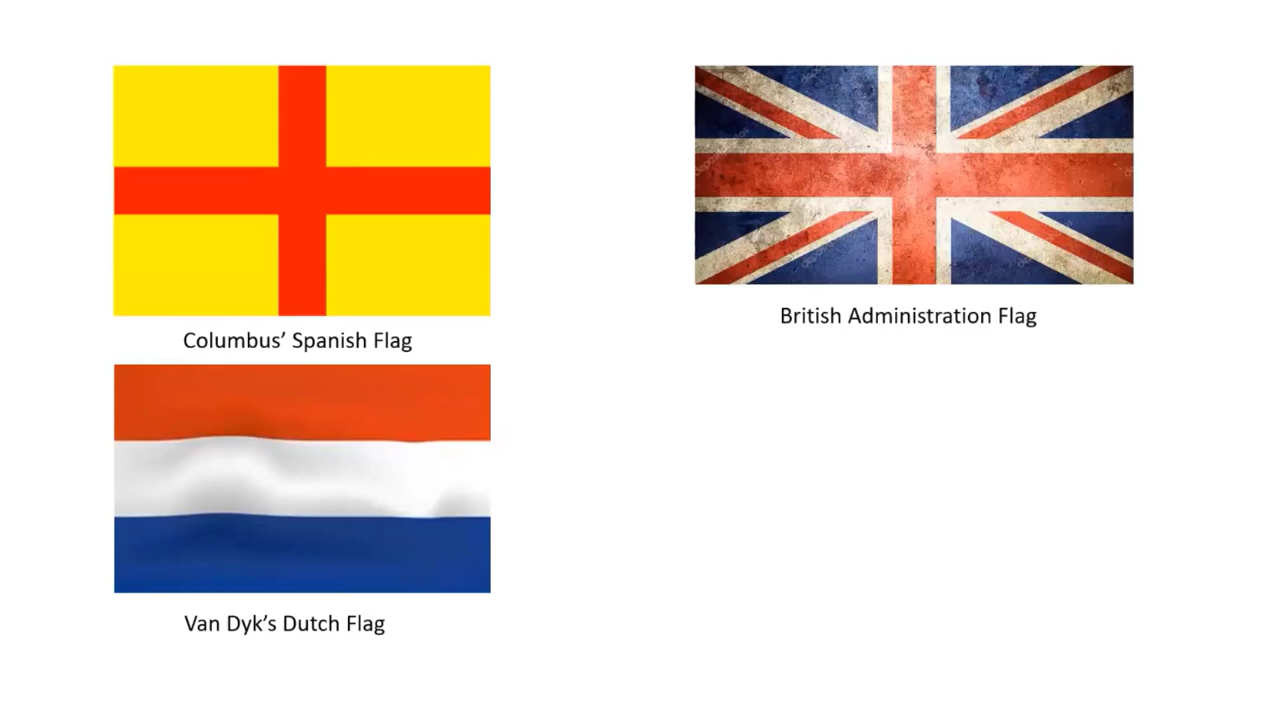 Columbus’ Spanish Flag
British Administration Flag
Van Dyk’s Dutch Flag